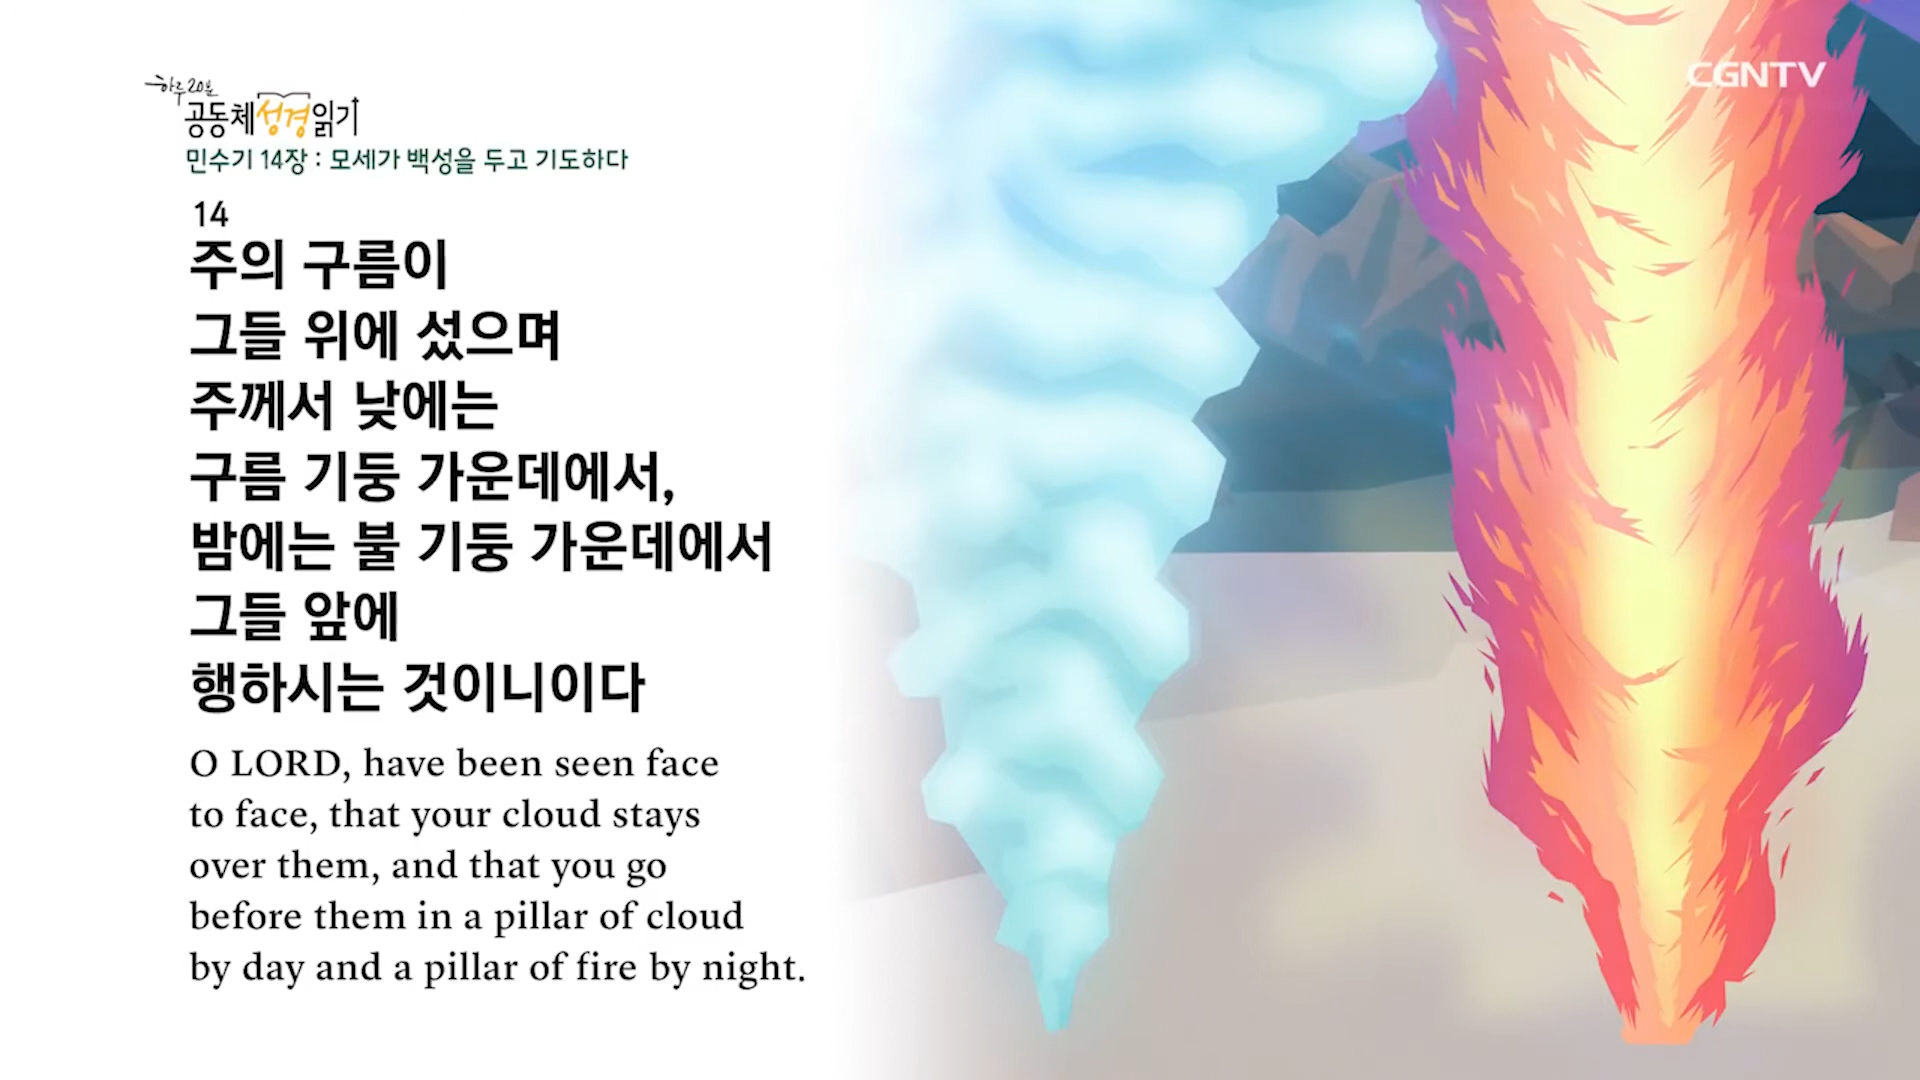 하루 20분
공동체성경읽기
CGNTV
민수기 14장 : 모세가 백성을 두고 기도하다
14
주의 구름이
그들 위에 섰으며
주께서 낮에는
구름 기둥 가운데에서,
밤에는 불 기둥 가운데에서
그들 앞에
행하시는 것이니이다
O LORD, have been seen face
to face, that your cloud stays
over them, and that you go
before them in a pillar of cloud
by day and a pillar of fire by night.